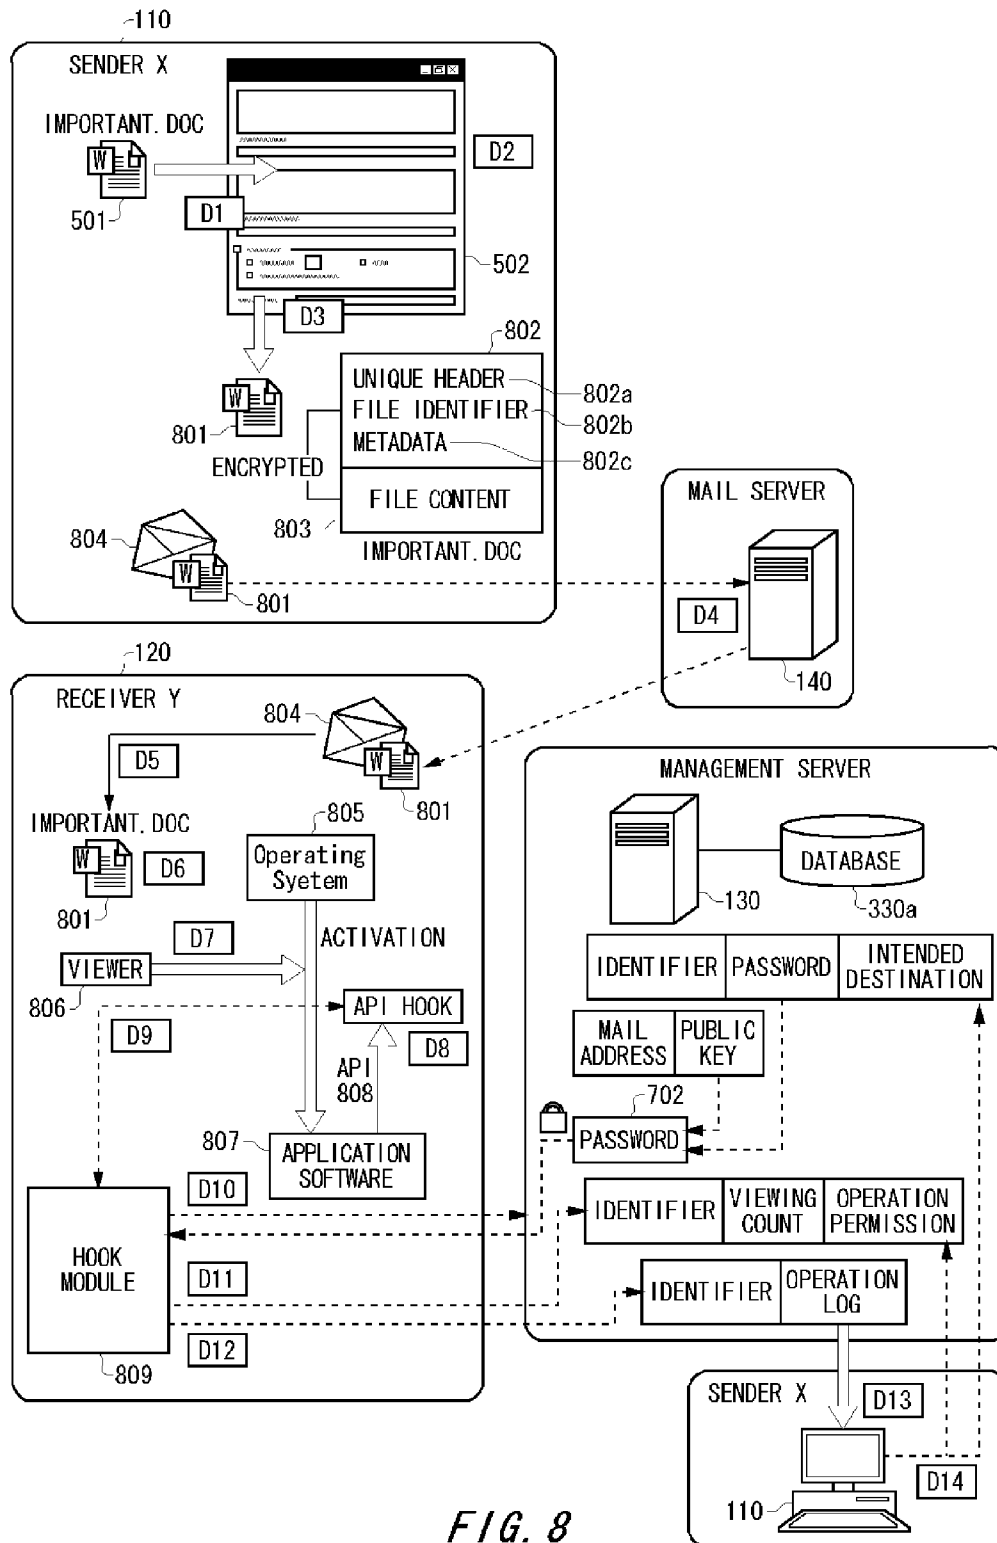 110
SENDER X
IMPORTANT.DOC
W
501
D1
D2
502
D3
W
801
802
UNIQUE HEADER
802a
FILE IDENTIFIER
802b
METADATA
802c
ENCRYPTED
FILE CONTENT
803
IMPORTANT.DOC
804
W
801
MAIL SERVER
D4
140
120
RECEIVER Y
804
W
801
D5
IMPORTANT.DOC
W
D6
801
805
Operating
Syetem
ACTIVATION
D7
VIEWER
806
API HOOK
D9
D8
API
808
807
APPLICATION
SOFTWARE
D10
HOOK
MODULE
D11
D12
809
MANAGEMENT SERVER
DATABASE
130
330a
IDENTIFIER
PASSWORD
INTENDED
DESTINATION
MAIL
ADDRESS
PUBLIC
KEY
702
PASSWORD
IDENTIFIER
VIEWING
COUNT
OPERATION
PERMISSION
IDENTIFIER
OPERATION
LOG
SENDER X
D13
D14
110
FIG. 8